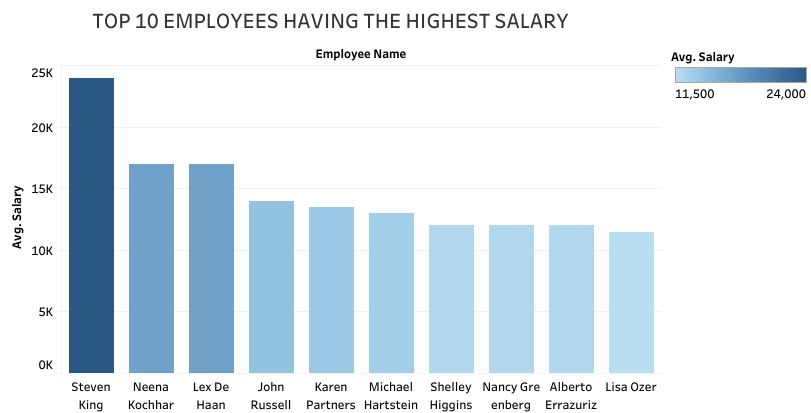 TOP 10 EMPLOYEES HAVING THE HIGHEST SALARY
Employee Name
Avg. Salary
11,500 24,000
Avg. Salary
25K
20K
15K
10K
5K
0K
Steven
King
Neena
Kochhar
Lex De
Haan
John
Russell
Karen
Partners
Michael
Hartstein
Shelley
Higgins
Nancy Gre
enberg
Alberto
Errazuriz
Lisa Ozer